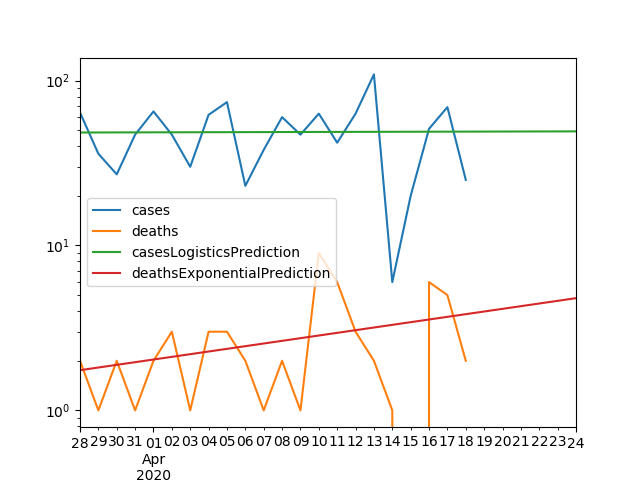 10²
10¹
10⁰
cases
deaths
casesLogisticsPrediction
deathsExponentialPrediction
28 29 30 31 01 02 03 04 05 06 07 08 09 10 11 12 13 14 15 16 17 18 19 20 21 22 23 24
Apr
2020